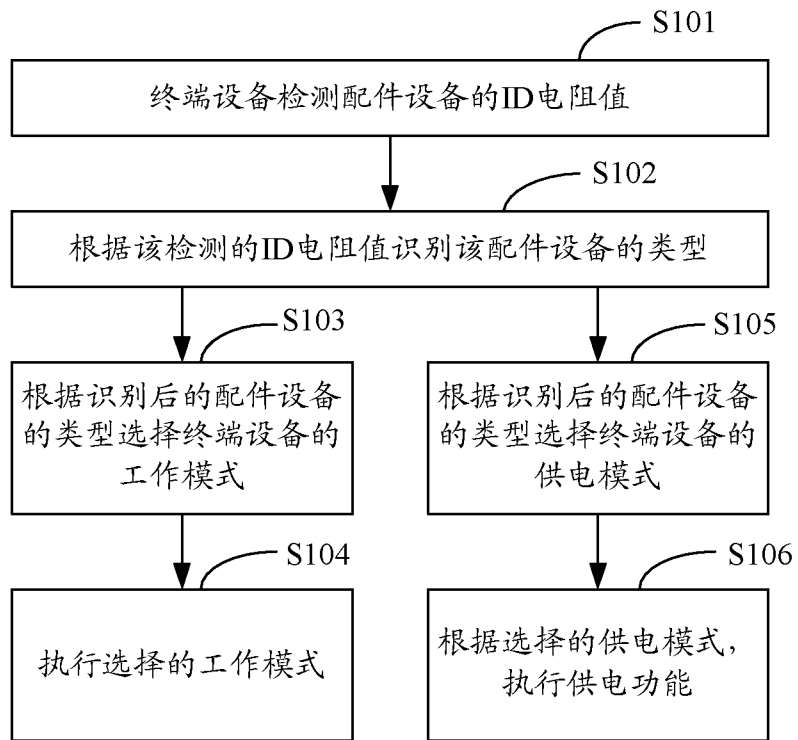 S101
终端设备检测配件设备的ID电阻值
S102
根据该检测的ID电阻值识别该配件设备的类型
S103
根据识别后的配件设备
的类型选择终端设备的
工作模式
S105
根据识别后的配件设备
的类型选择终端设备的
供电模式
S104
执行选择的工作模式
S106
根据选择的供电模式，
执行供电功能